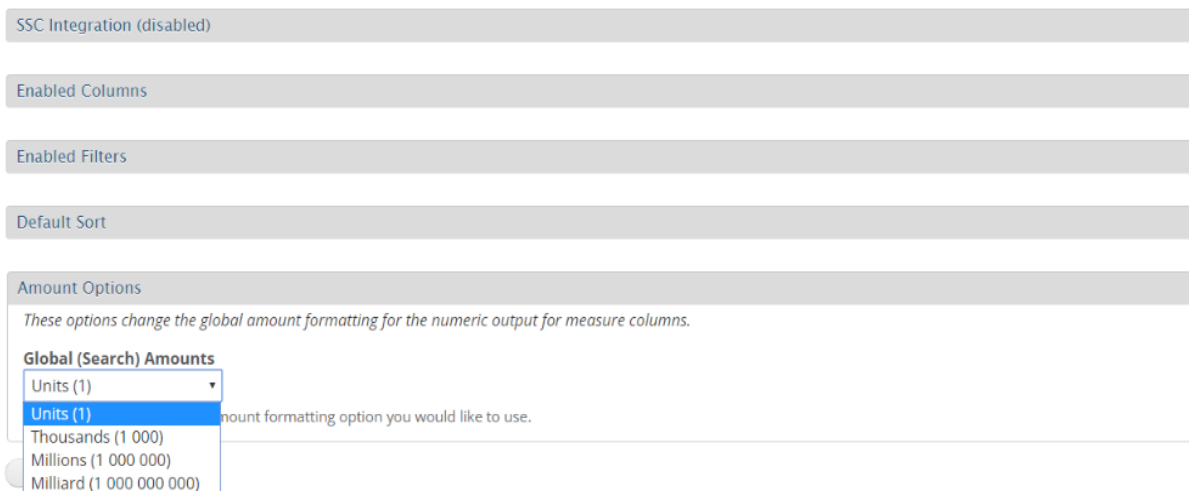 SSC Integration (disabled)
Enabled Columns
Enabled Filters
Default Sort
Amount Options
These options change the global amount formatting for the numeric output for measure columns.
Global (Search) Amounts
Units (1)
Units (1)
formatting option you would like to use.
Thousands (1 000)
Millions (1 000 000)
Milliard (1 000 000 000)